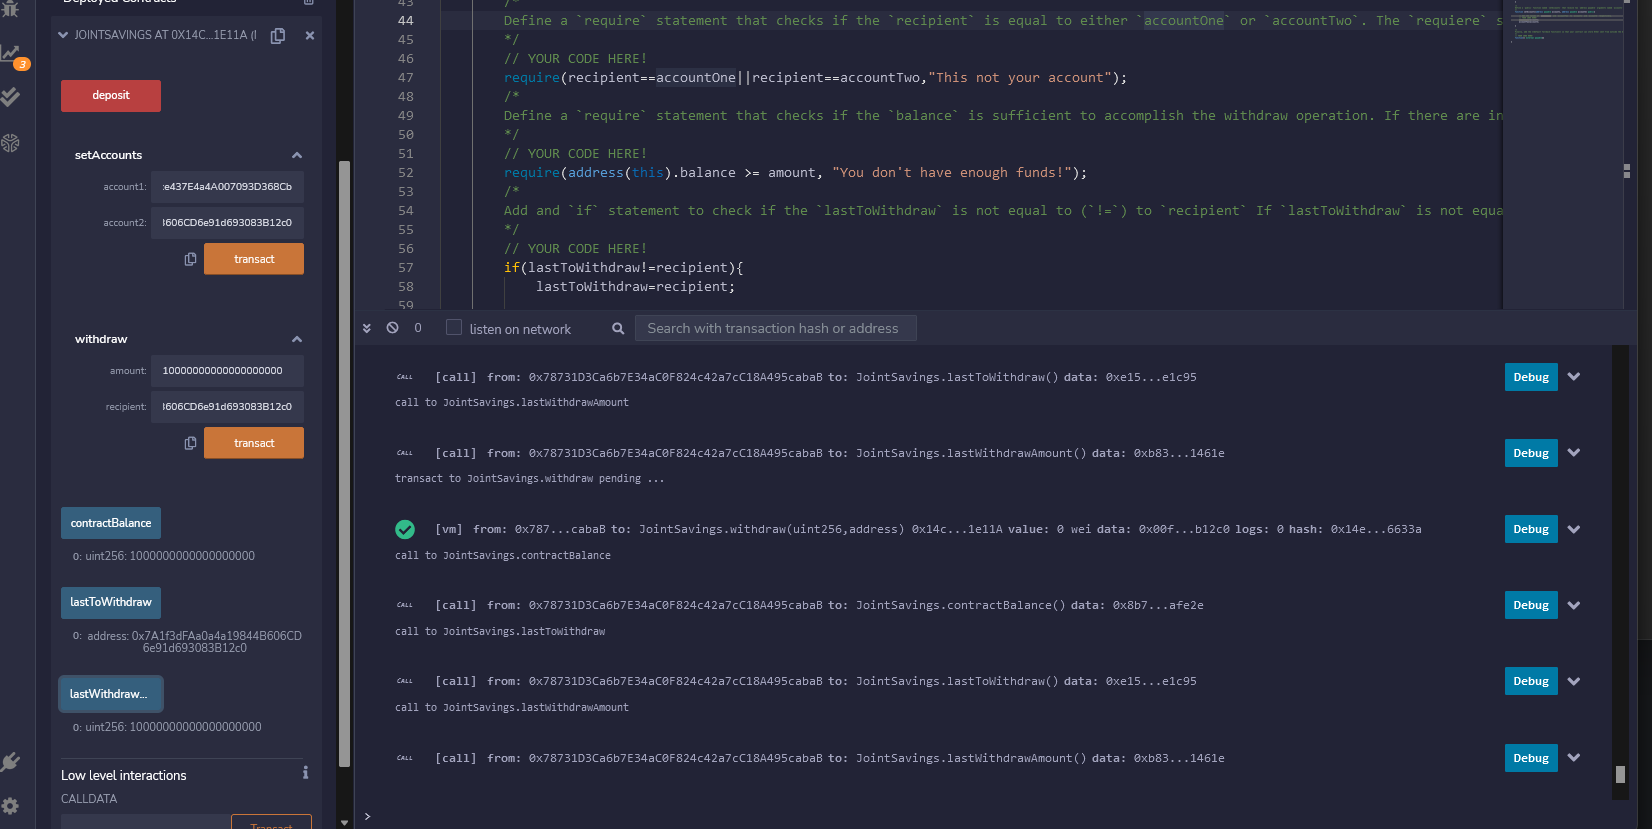 Deployed Contracts
JOINTSAVINGS AT 0X14C...1E11A (
3
deposit
setAccounts
account1: :e437E4a4A007093D368Cb
account2: 3606CD6e91d693083B12c0
transact
withdraw
amount: 10000000000000000000
recipient: 3606CD6e91d693083B12c0
transact
contractBalance
0: uint256: 1000000000000000000
lastToWithdraw
0: address: 0x7A1f3dFAa0a4a19844B606CD
6e91d693083B12c0
lastWithdraw...
0: uint256: 10000000000000000000
Low level interactions
i
CALLDATA
Transact
43 /*
44 Define a `require` statement that checks if the `recipient` is equal to either `accountOne` or `accountTwo`. The `requiere` s
45 */
46 // YOUR CODE HERE!
47 require(recipient==accountOne||recipient==accountTwo,"This not your account");
48 /*
49 Define a `require` statement that checks if the `balance` is sufficient to accomplish the withdraw operation. If there are in
50 */
51 // YOUR CODE HERE!
52 require(address(this).balance >= amount, "You don't have enough funds!");
53 /*
54 Add and `if` statement to check if the `lastToWithdraw` is not equal to (`!=`) to `recipient` If `lastToWithdraw` is not equa
55 */
56 // YOUR CODE HERE!
57 if(lastToWithdraw!=recipient){
58 lastToWithdraw=recipient;
59
0 listen on network Search with transaction hash or address
CALL [call] from: 0x78731D3Ca6b7E34aC0F824c42a7cC18A495cabaB to: JointSavings.lastToWithdraw() data: 0xe15...e1c95 Debug
call to JointSavings.lastWithdrawAmount
CALL [call] from: 0x78731D3Ca6b7E34aC0F824c42a7cC18A495cabaB to: JointSavings.lastWithdrawAmount() data: 0xb83...1461e Debug
transact to JointSavings.withdraw pending ...
[vm] from: 0x787...cabaB to: JointSavings.withdraw(uint256,address) 0x14c...1e11A value: 0 wei data: 0x00f...b12c0 logs: 0 hash: 0x14e...6633a Debug
call to JointSavings.contractBalance
CALL [call] from: 0x78731D3Ca6b7E34aC0F824c42a7cC18A495cabaB to: JointSavings.contractBalance() data: 0x8b7...afe2e Debug
call to JointSavings.lastToWithdraw
CALL [call] from: 0x78731D3Ca6b7E34aC0F824c42a7cC18A495cabaB to: JointSavings.lastToWithdraw() data: 0xe15...e1c95 Debug
call to JointSavings.lastWithdrawAmount
CALL [call] from: 0x78731D3Ca6b7E34aC0F824c42a7cC18A495cabaB to: JointSavings.lastWithdrawAmount() data: 0xb83...1461e Debug
>